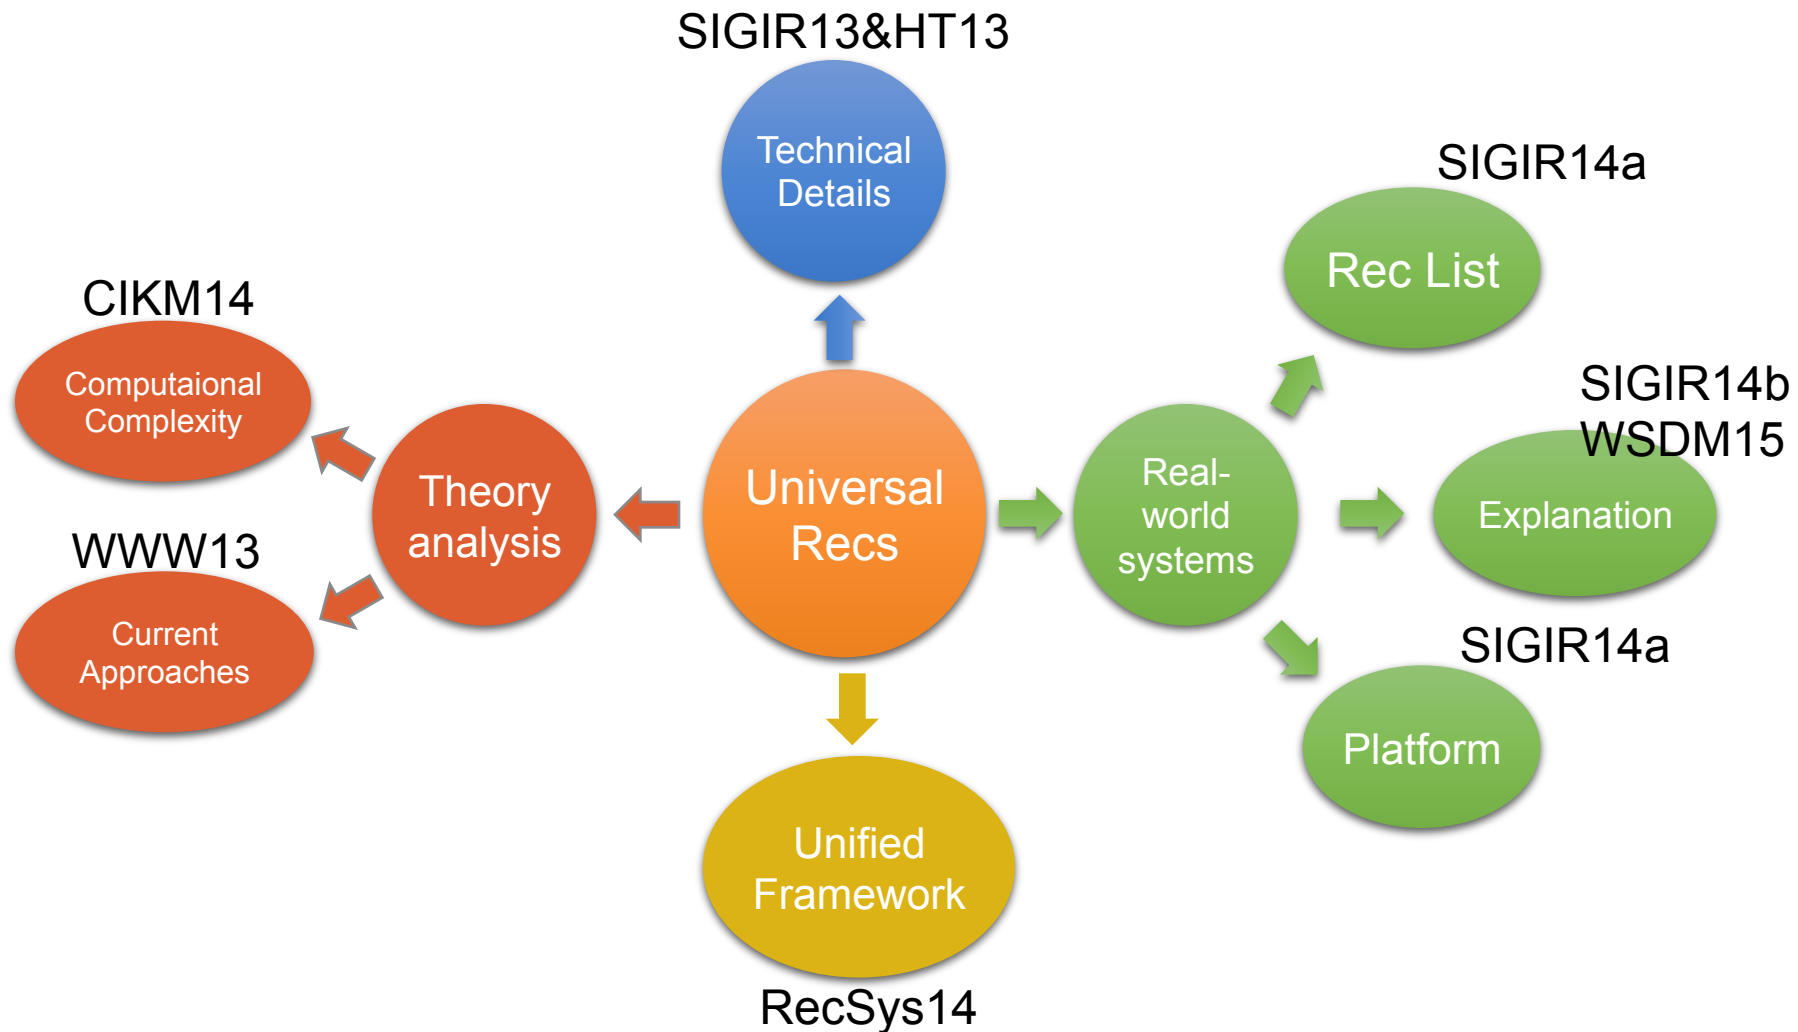 SIGIR13&HT13
Technical
Details
SIGIR14a
Rec List
CIKM14
Computaional
Complexity
SIGIR14b
WSDM15
Explanation
Theory
analysis
Universal
Recs
Real-
world
systems
WWW13
Current
Approaches
SIGIR14a
Platform
Unified
Framework
RecSys14